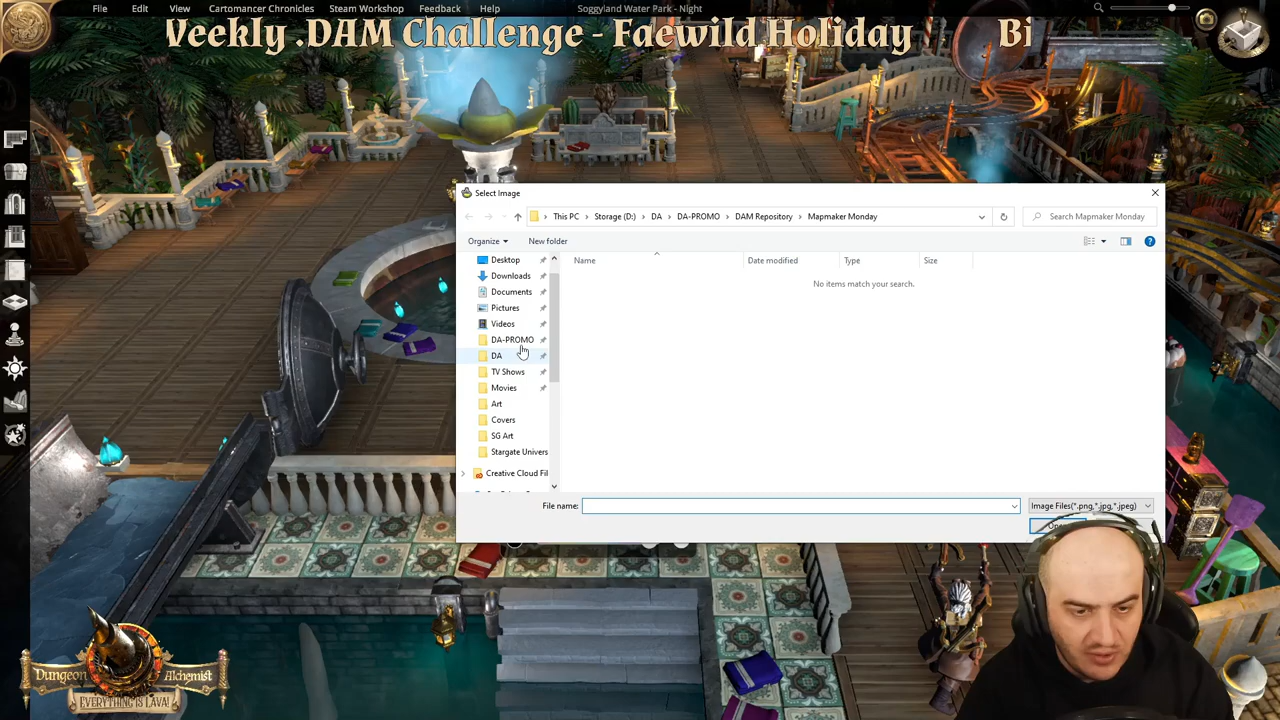 File Edit View Cartomancer Chronicles Steam Workshop Feedback Help Soggyland Water Park - Night
Weekly .DAM Challenge - Faewild Holiday Bi
Select Image
This PC > Storage (D:) > DA > DA-PROMO > DAM Repository > Mapmaker Monday
Search Mapmaker Monday
Organize New folder
Name Date modified Type Size
No items match your search.
Desktop
Downloads
Documents
Pictures
Videos
DA-PROMO
DA
TV Shows
Movies
Art
Covers
SG Art
Stargate Univers
Creative Cloud Fil
File name: Image Files(*.png,*.jpg,*.jpeg)
Dungeon Alchemist
EVERYTHING IS LAVA!